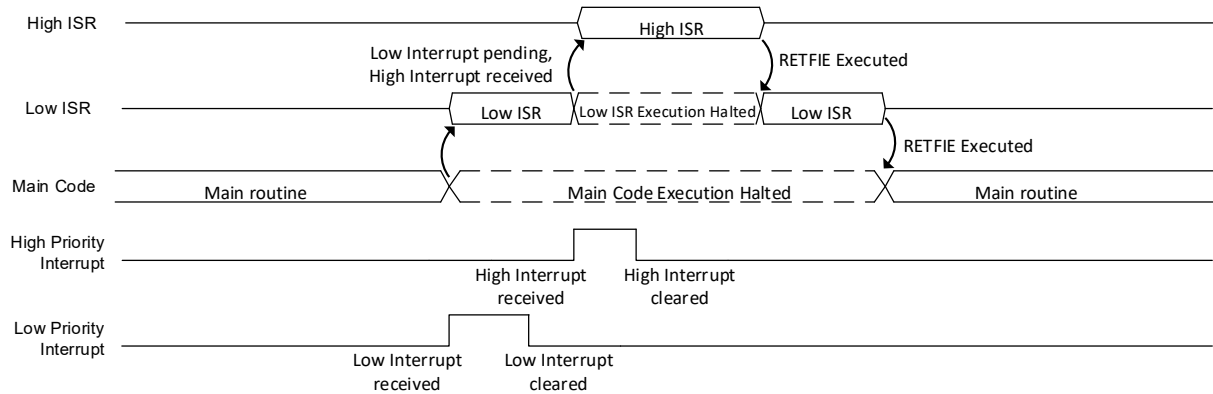 High ISR
High ISR
Low Interrupt pending,
High Interrupt received
RETFIE Executed
Low ISR
Low ISR
Low ISR Execution Halted
Low ISR
RETFIE Executed
Main Code
Main routine
Main Code Execution Halted
Main routine
High Priority
Interrupt
High Interrupt
received
High Interrupt
cleared
Low Priority
Interrupt
Low Interrupt
received
Low Interrupt
cleared